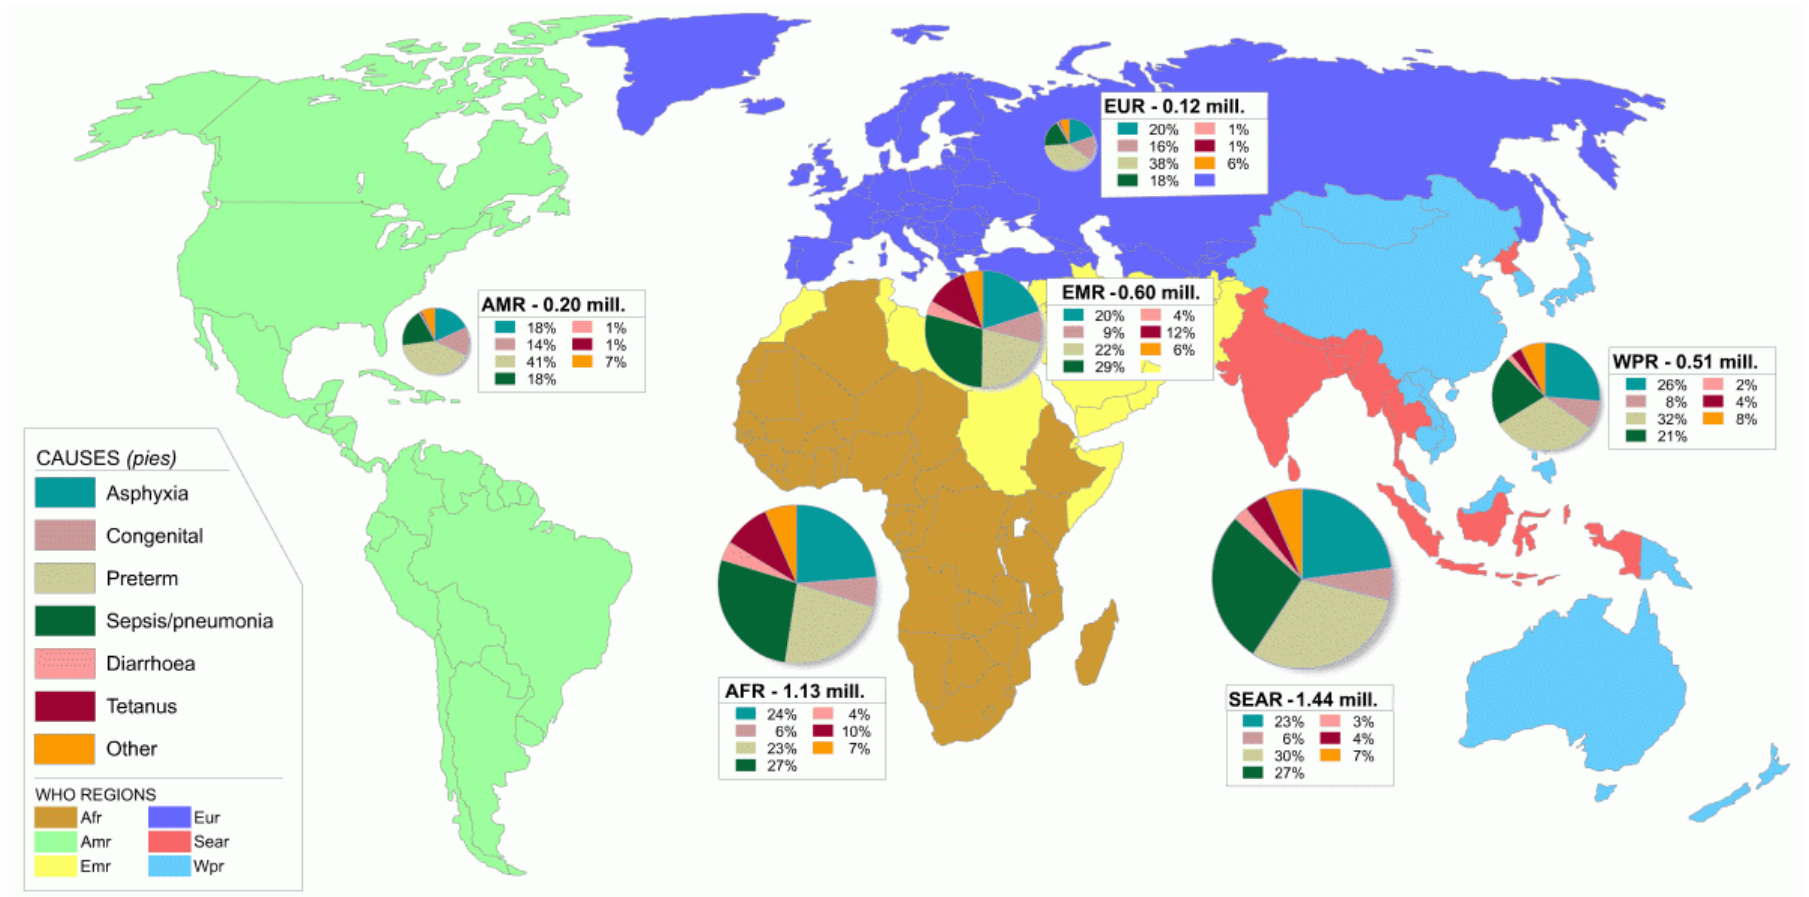 EUR - 0.12 mill.
20% 1%
16% 1%
38% 6%
18%
AMR - 0.20 mill.
18% 1%
14% 1%
41% 7%
18%
EMR -0.60 mill.
20% 4%
9% 12%
22% 6%
29%
WPR - 0.51 mill.
26% 2%
8% 4%
32% 8%
21%
AFR - 1.13 mill.
24% 4%
6% 10%
23% 7%
27%
SEAR -1.44 mill.
23% 3%
6% 4%
30% 7%
27%
CAUSES (pies)
Asphyxia
Congenital
Preterm
Sepsis/pneumonia
Diarrhoea
Tetanus
Other
WHO REGIONS
Afr Eur
Amr Sear
Emr Wpr